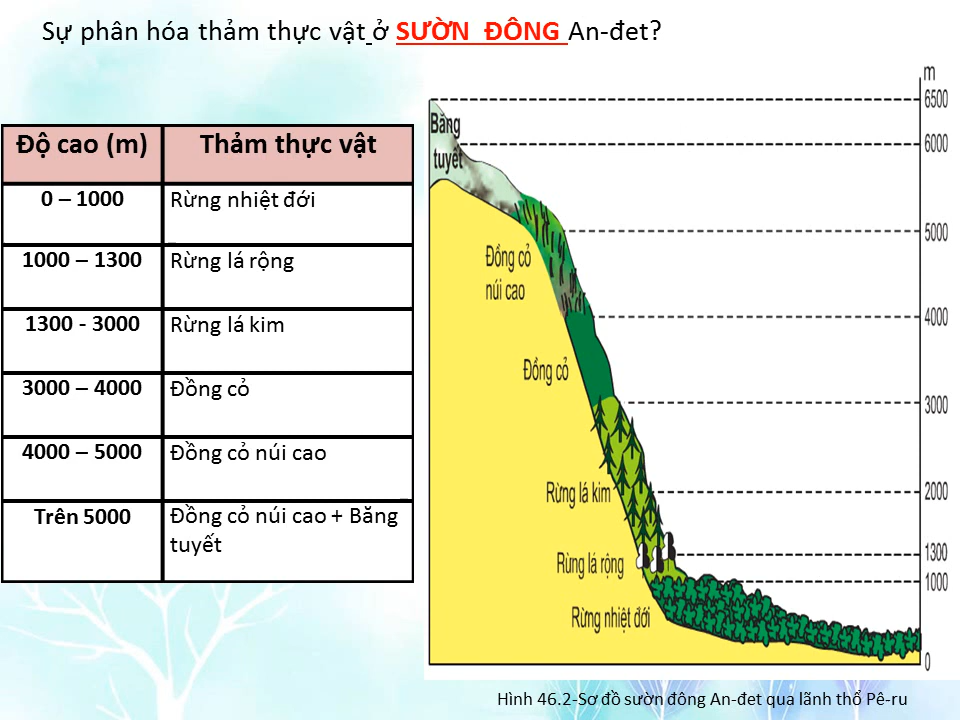 Sự phân hóa thảm thực vật ở SƯỜN ĐÔNG An-đet?
Độ cao (m) Thảm thực vật
0 – 1000 Rừng nhiệt đới
1000 – 1300 Rừng lá rộng
1300 - 3000 Rừng lá kim
3000 – 4000 Đồng cỏ
4000 – 5000 Đồng cỏ núi cao
Trên 5000 Đồng cỏ núi cao + Băng
tuyết
m
6500
Băng
tuyết
6000
5000
Đồng cỏ
núi cao
4000
Đồng cỏ
3000
Rừng lá kim
2000
Rừng lá rộng
1300
1000
Rừng nhiệt đới
0
Hình 46.2-Sơ đồ sườn đông An-đet qua lãnh thổ Pê-ru